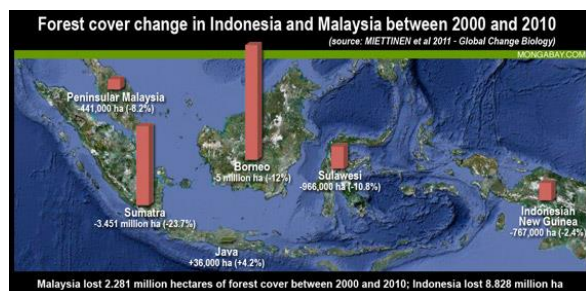 Forest cover change in Indonesia and Malaysia between 2000 and 2010
(source: MIETTINEN et al 2011 - Global Change Biology)
MONGABAY.COM
Peninsular Malaysia
-441,000 ha (-8.2%)
Borneo
-5 million ha (-12%)
Sulawesi
-966,000 ha (-10.8%)
Sumatra
-3.451 million ha (-23.7%)
Indonesian
New Guinea
-767,000 ha (-2.4%)
Java
+36,000 ha (+4.2%)
Malaysia lost 2.281 million hectares of forest cover between 2000 and 2010; Indonesia lost 8.828 million ha